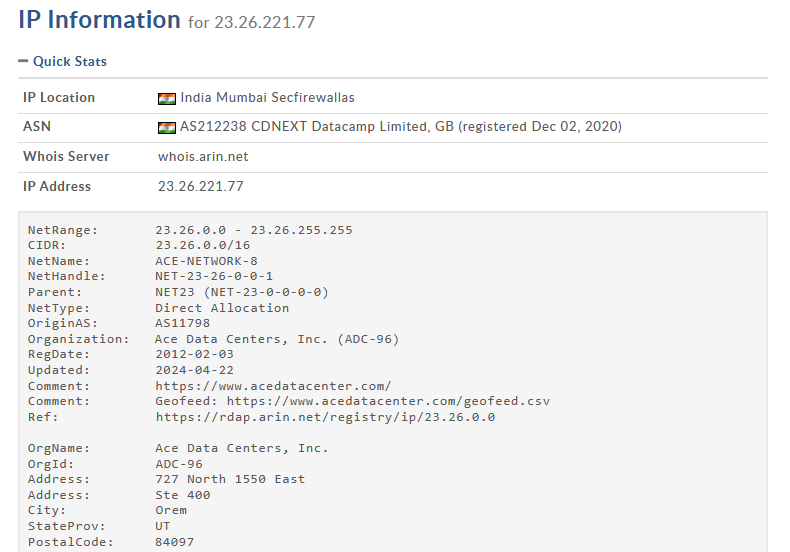 IP Information for 23.26.221.77
Quick Stats
IP Location India Mumbai Secfirewallas
ASN AS212238 CDNEXT Datacamp Limited, GB (registered Dec 02, 2020)
Whois Server whois.arin.net
IP Address 23.26.221.77
NetRange: 23.26.0.0 - 23.26.255.255
CIDR: 23.26.0.0/16
NetName: ACE-NETWORK-8
NetHandle: NET-23-26-0-0-1
Parent: NET23 (NET-23-0-0-0-0)
NetType: Direct Allocation
OriginAS: AS11798
Organization: Ace Data Centers, Inc. (ADC-96)
RegDate: 2012-02-03
Updated: 2024-04-22
Comment: https://www.acedatacenter.com/
Comment: Geofeed: https://www.acedatacenter.com/geofeed.csv
Ref: https://rdap.arin.net/registry/ip/23.26.0.0
OrgName: Ace Data Centers, Inc.
OrgId: ADC-96
Address: 727 North 1550 East
Address: Ste 400
City: Orem
StateProv: UT
PostalCode: 84097